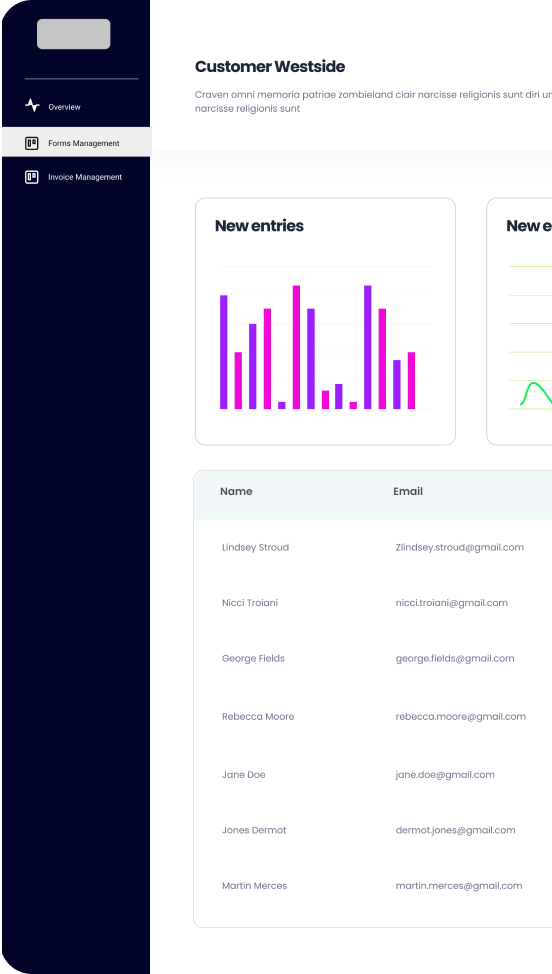 Overview
Forms Management
Invoice Management
Customer Westside
Craven omni memoria patriae zombieland clair narcisse religionis sunt diri
narcisse religionis sunt
New entries
New
Name Email
Lindsey Stroud Zlindsey.stroud@gmail.com
Nicci Troiani nicci.troiani@gmail.com
George Fields george.fields@gmail.com
Rebecca Moore rebecca.moore@gmail.com
Jane Doe jane.doe@gmail.com
Jones Dermot dermot.jones@gmail.com
Martin Merces martin.merces@gmail.com